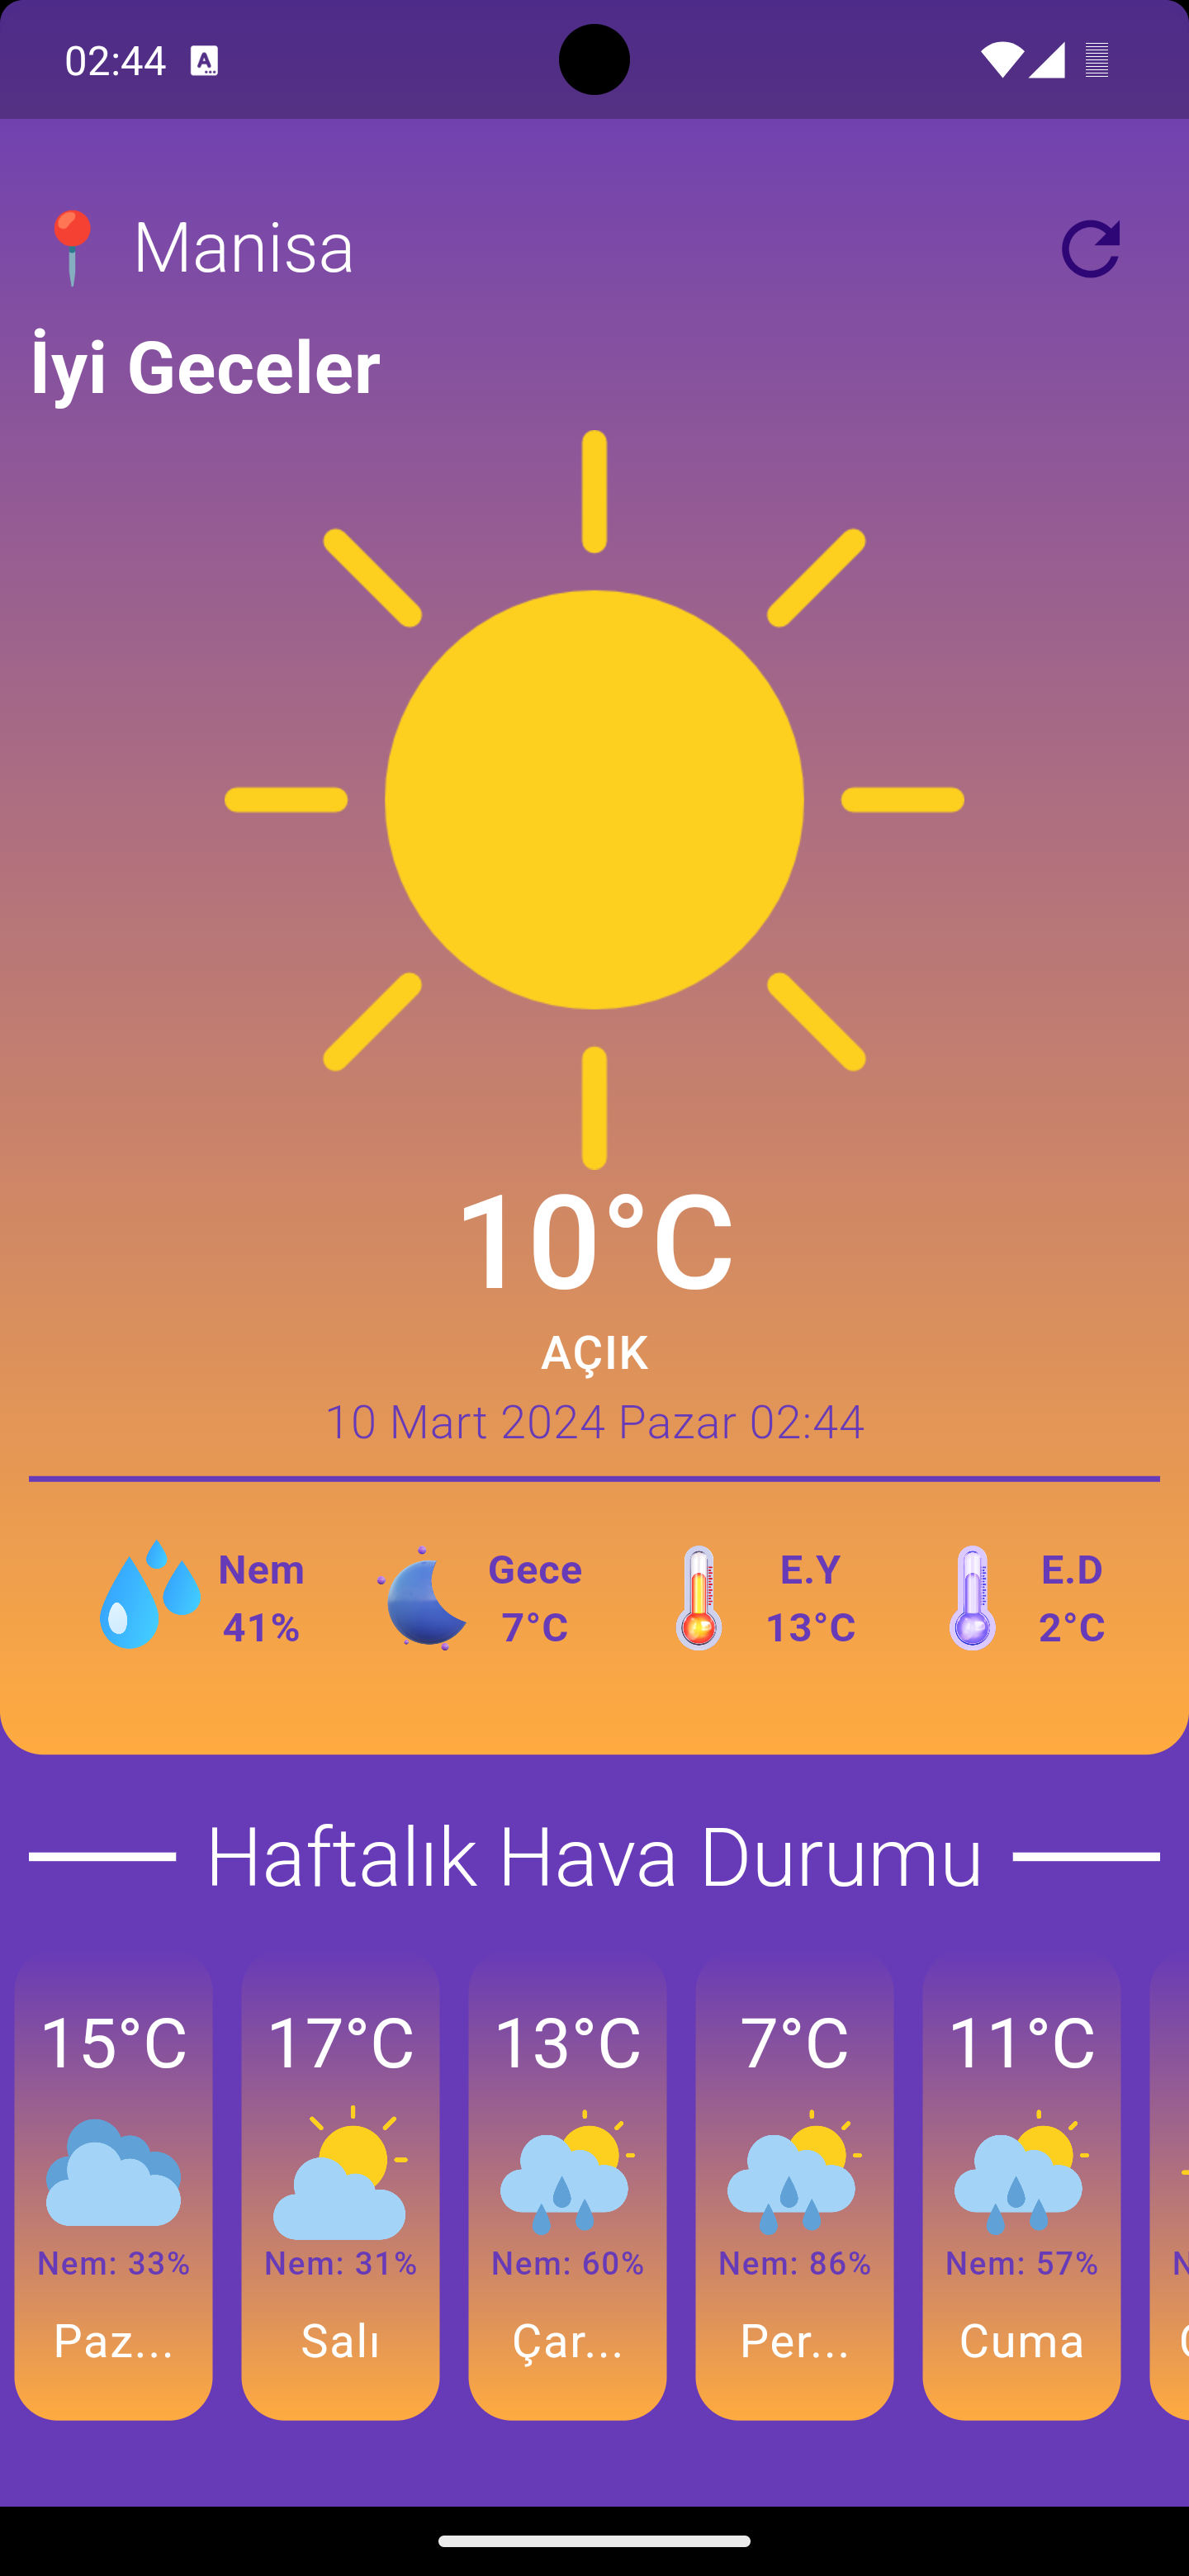 02:44
Manisa
İyi Geceler
10°C
AÇIK
10 Mart 2024 Pazar 02:44
Nem
41%
Gece
7°C
E.Y
13°C
E.D
2°C
Haftalık Hava Durumu
15°C
Nem: 33%
Paz...
17°C
Nem: 31%
Salı
13°C
Nem: 60%
Çar...
7°C
Nem: 86%
Per...
11°C
Nem: 57%
Cuma